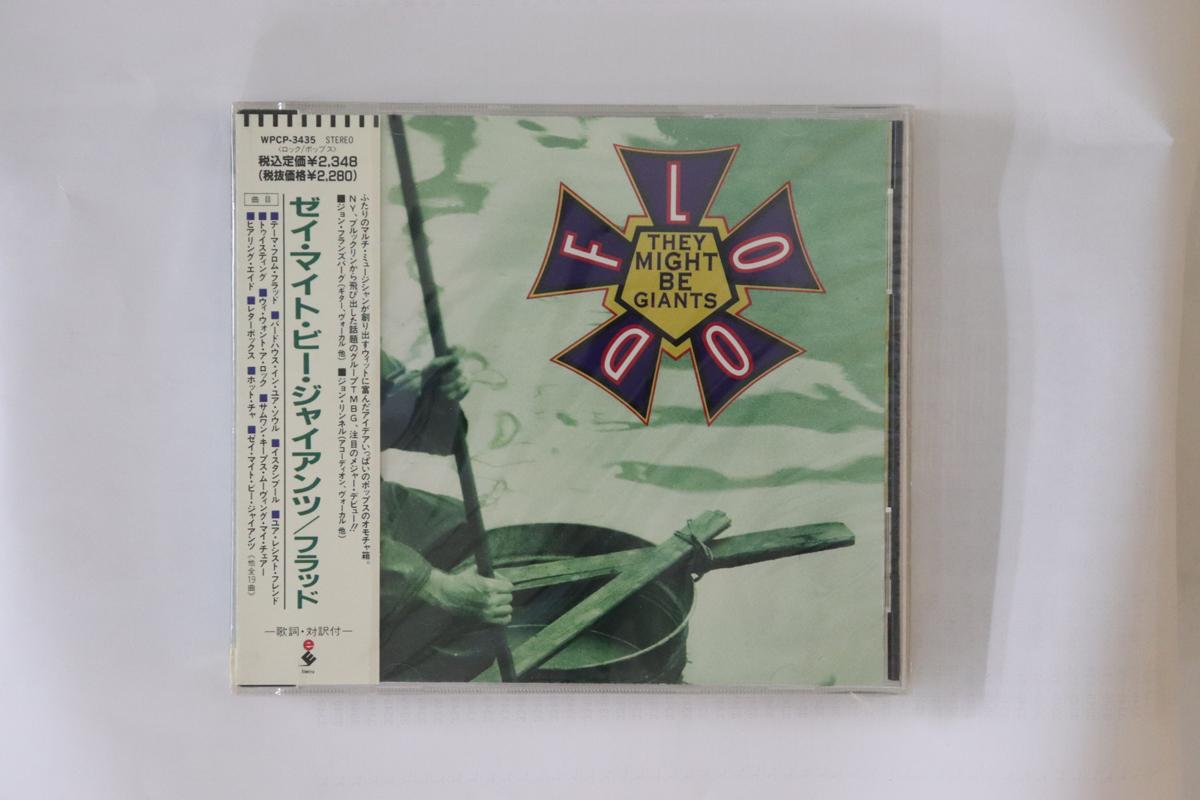 WPCP-3435 STEREO
〈ロック/ポップス〉
税込定価¥2,348
(税抜価格¥2,280)
ふたりのマルチ・ミュージシャンが創り出すウィットに富んだアイデアいっぱいのポップスのオモチャ箱。
NY、ブルックリンから飛び出した話題のグループTMBG、注目のメジャー・デビュー!!
■ジョン・フランズバーグ(ギター、ヴォーカル 他) ■ジョン・リンネル(アコーディオン、ヴォーカル 他)
ゼイ・マイト・ビー・ジャイアンツ/フラッド
曲目
■テーマ・フロム・フラッド ■バードハウス・イン・ユア・ソウル ■イスタンブール ■ユア・レシスト・フレンド
■トゥイスティング ■ウィ・ウォント・ア・ロック ■サムワン・キープス・ムーヴィング・マイ・チェアー
■ヒアリング・エイド ■レターボックス ■ホット・チャ ■ゼイ・マイト・ビー・ジャイアンツ (他全19曲)
—歌詞・対訳付—
FLOOD
THEY
MIGHT
BE
GIANTS